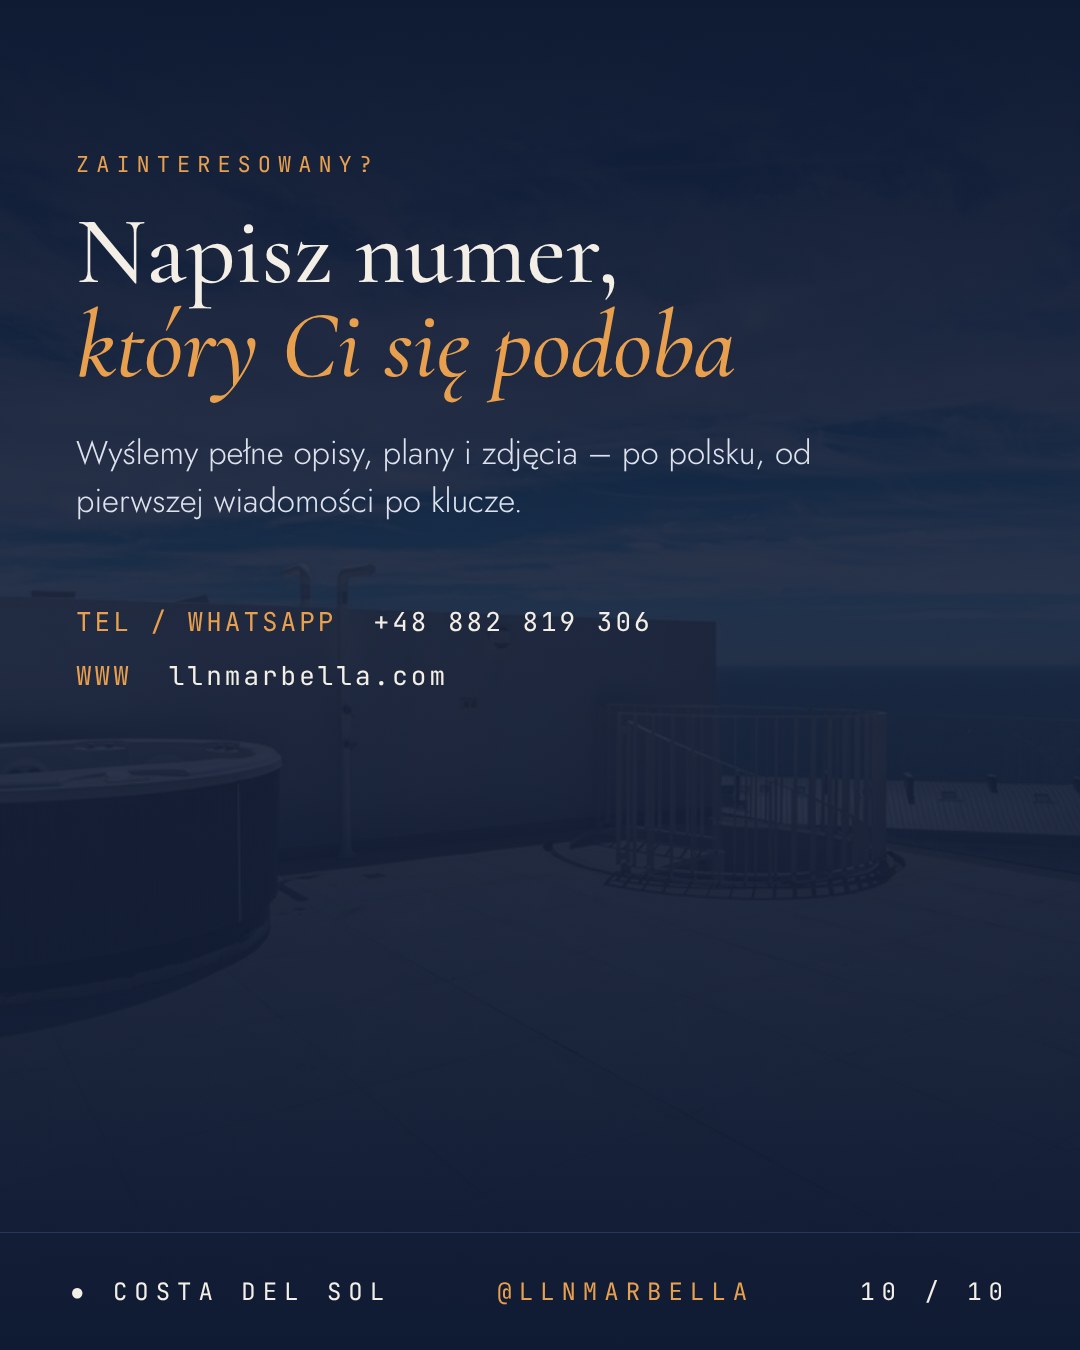 ZAINTERESOWANY?
Napisz numer,
który Ci się podoba
Wyślemy pełne opisy, plany i zdjęcia – po polsku, od
pierwszej wiadomości po klucze.
TEL / WHATSAPP +48 882 819 306
WWW llnmarbella.com
• COSTA DEL SOL @LLNMARBELLA 10 / 10